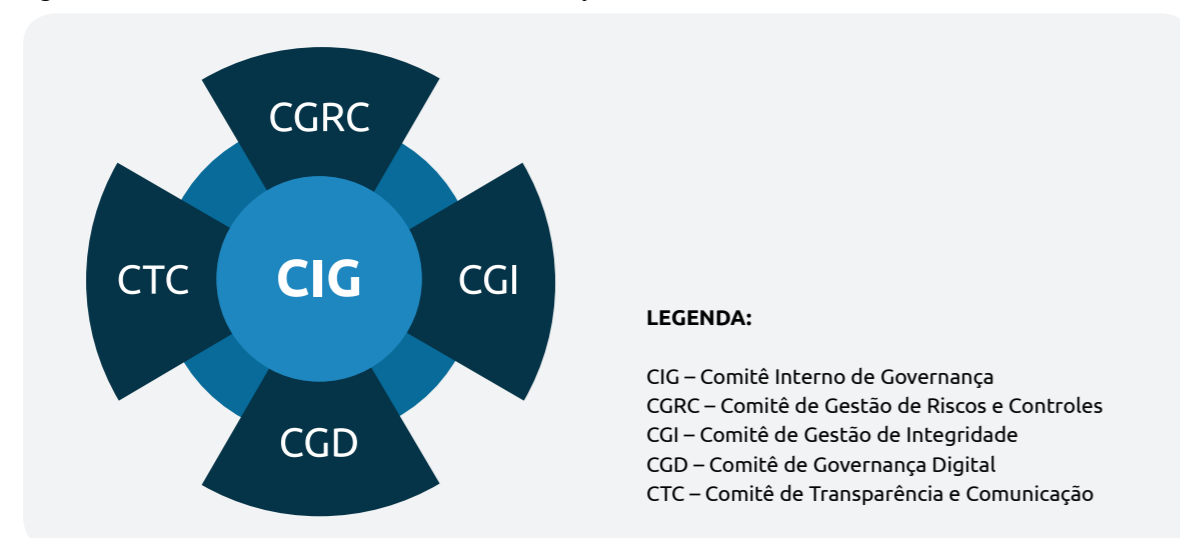 CGRC
CTC
CIG
CGI
CGD
LEGENDA:
CIG – Comitê Interno de Governança
CGRC – Comitê de Gestão de Riscos e Controles
CGI – Comitê de Gestão de Integridade
CGD – Comitê de Governança Digital
CTC – Comitê de Transparência e Comunicação